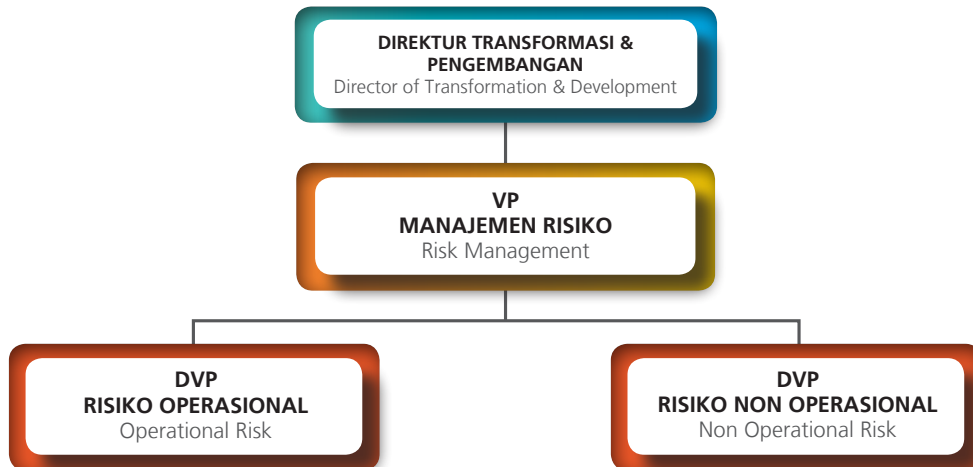 DIREKTUR TRANSFORMASI &
PENGEMBANGAN
Director of Transformation & Development
VP
MANAJEMEN RISIKO
Risk Management
DVP
RISIKO OPERASIONAL
Operational Risk
DVP
RISIKO NON OPERASIONAL
Non Operational Risk